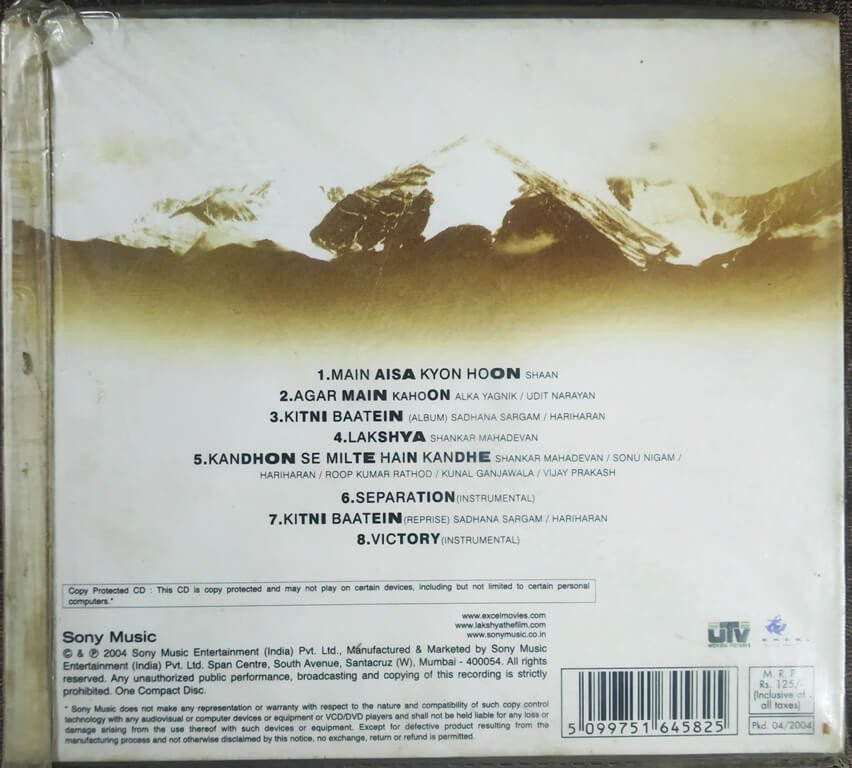 1.MAIN AISA KYON HOON SHAAN
2.AGAR MAIN KAHOON ALKA YAGNIK / UDIT NARAYAN
3.KITNI BAATEIN (ALBUM) SADHANA SARGAM / HARIHARAN
4.LAKSHYA SHANKAR MAHADEVAN
5.KANDHON SE MILTE HAIN KANDHE SHANKAR MAHADEVAN / SONU NIGAM /
HARIHARAN / ROOP KUMAR RATHOD / KUNAL GANJAWALA / VIJAY PRAKASH
6.SEPARATION(INSTRUMENTAL)
7.KITNI BAATEIN(REPRISE) SADHANA SARGAM / HARIHARAN
8.VICTORY(INSTRUMENTAL)
Copy Protected CD : This CD is copy protected and may not play on certain devices, including but not limited to certain personal
computers.*
www.excelmovies.com
www.lakshyathefilm.com
www.sonymusic.co.in
Sony Music
© & ℗ 2004 Sony Music Entertainment (India) Pvt. Ltd., Manufactured & Marketed by Sony Music
Entertainment (India) Pvt. Ltd. Span Centre, South Avenue, Santacruz (W), Mumbai - 400054. All rights
reserved. Any unauthorized public performance, broadcasting and copying of this recording is strictly
prohibited. One Compact Disc.
* Sony Music does not make any representation or warranty with respect to the nature and compatibility of such copy control
technology with any audiovisual or computer devices or equipment or VCD/DVD players and shall not be held liable for any loss or
damage arising from the use thereof with such devices or equipment. Except for defective product resulting from the
manufacturing process and not otherwise disclaimed by this notice, no exchange, return or refund is permitted.
UTV
MOTION PICTURES
EXCEL
5 099751 645825
M. R. P
Rs. 125/-
(Inclusive of
all taxes)
Pkd. 04/2004